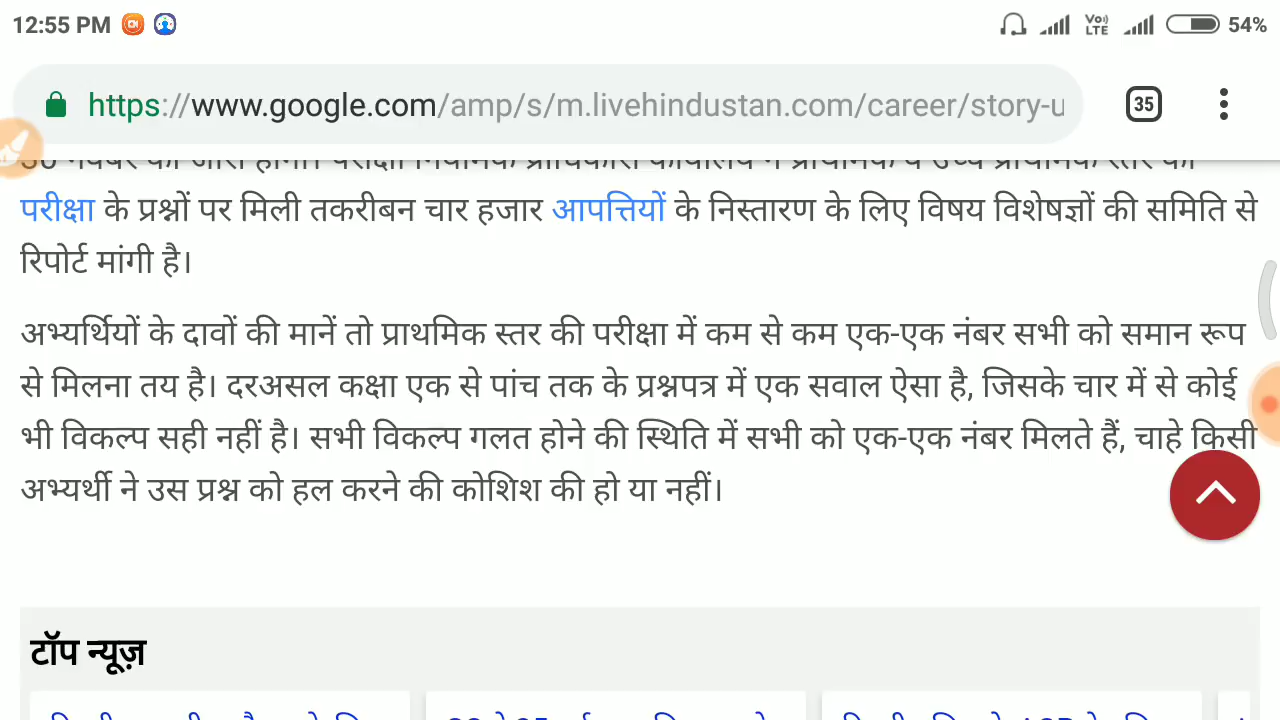 12:55 PM Vo) LTE 54%
https://www.google.com/amp/s/m.livehindustan.com/career/story-u 35
परीक्षा के प्रश्नों पर मिली तकरीबन चार हजार आपत्तियों के निस्तारण के लिए विषय विशेषज्ञों की समिति से
रिपोर्ट मांगी है।
अभ्यर्थियों के दावों की मानें तो प्राथमिक स्तर की परीक्षा में कम से कम एक-एक नंबर सभी को समान रूप
से मिलना तय है। दरअसल कक्षा एक से पांच तक के प्रश्नपत्र में एक सवाल ऐसा है, जिसके चार में से कोई
भी विकल्प सही नहीं है। सभी विकल्प गलत होने की स्थिति में सभी को एक-एक नंबर मिलते हैं, चाहे किसी
अभ्यर्थी ने उस प्रश्न को हल करने की कोशिश की हो या नहीं।
टॉप न्यूज़